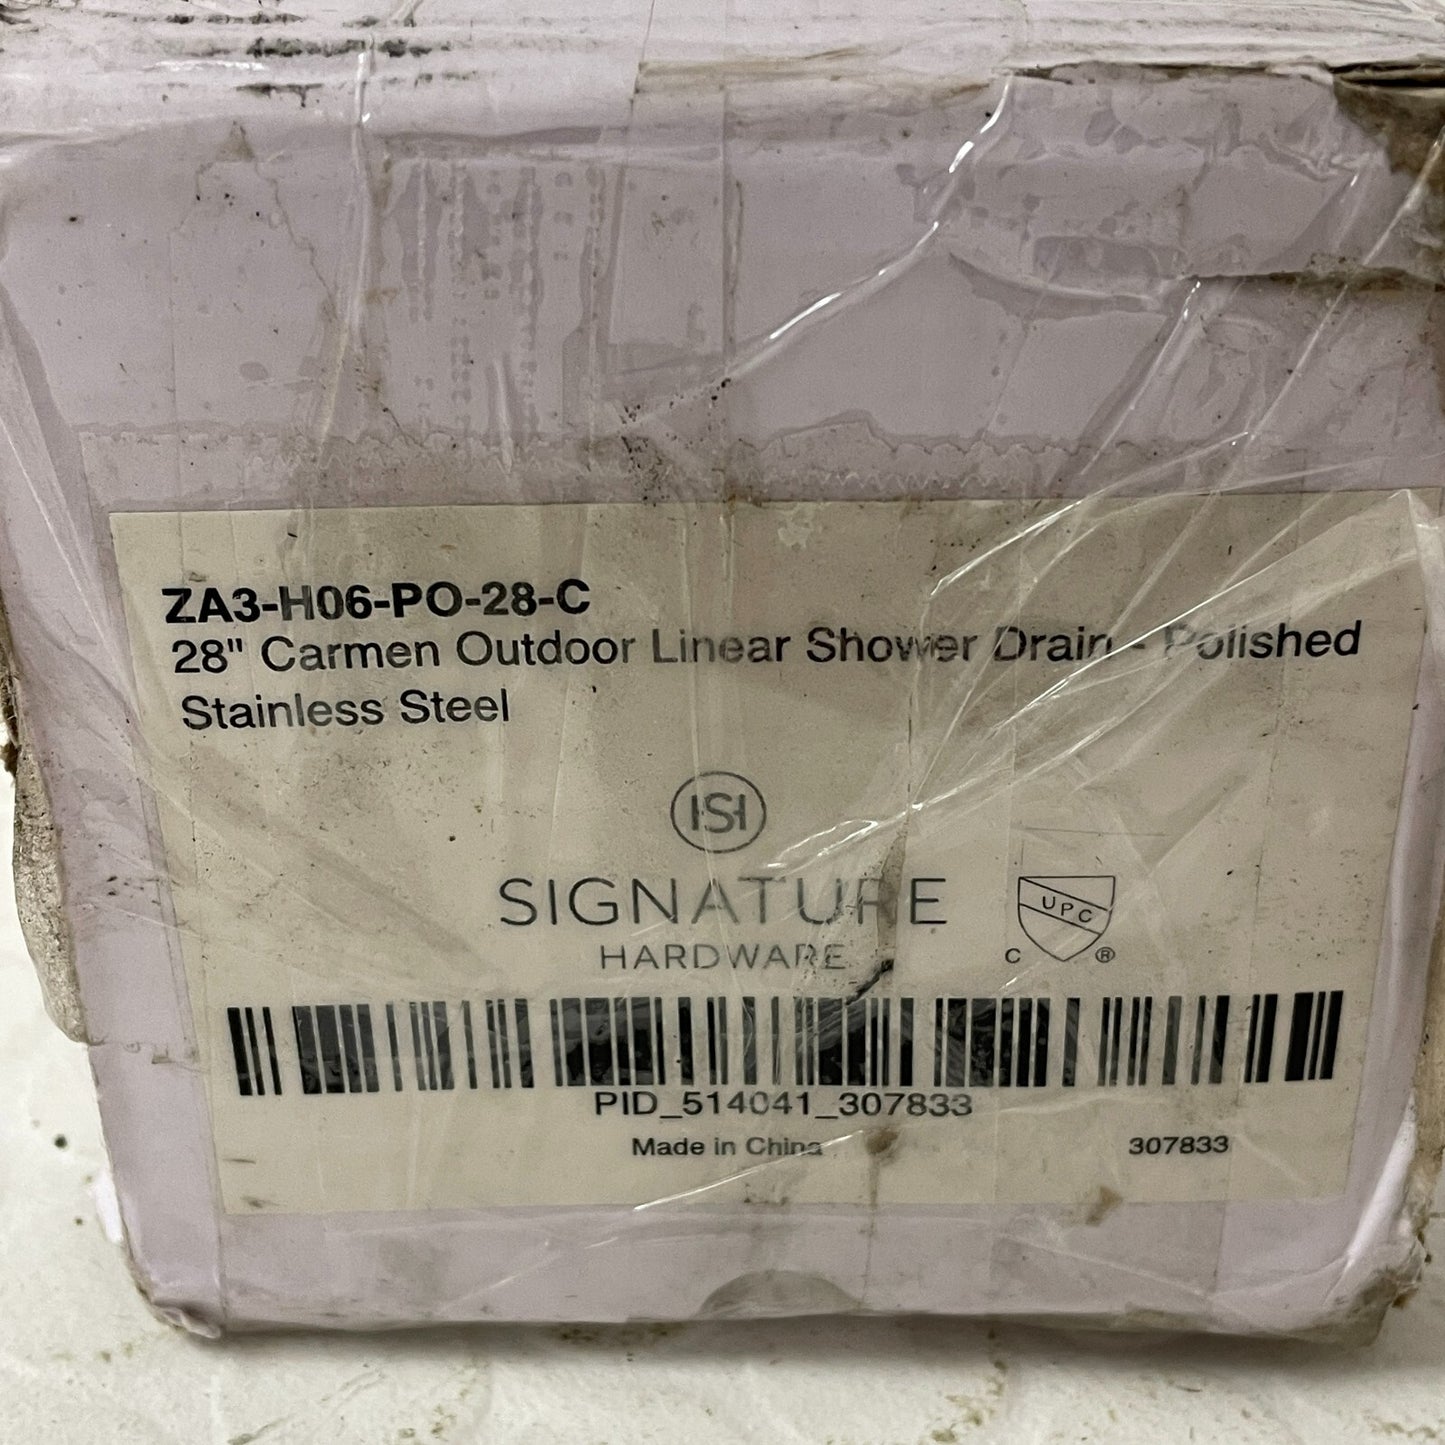 ZA3-H06-PO-28-C
28" Carmen Outdoor Linear Shower Drain - Polished
Stainless Steel
SH
SIGNATURE
HARDWARE
UPC
C ®
PID_514041_307833
Made in China
307833